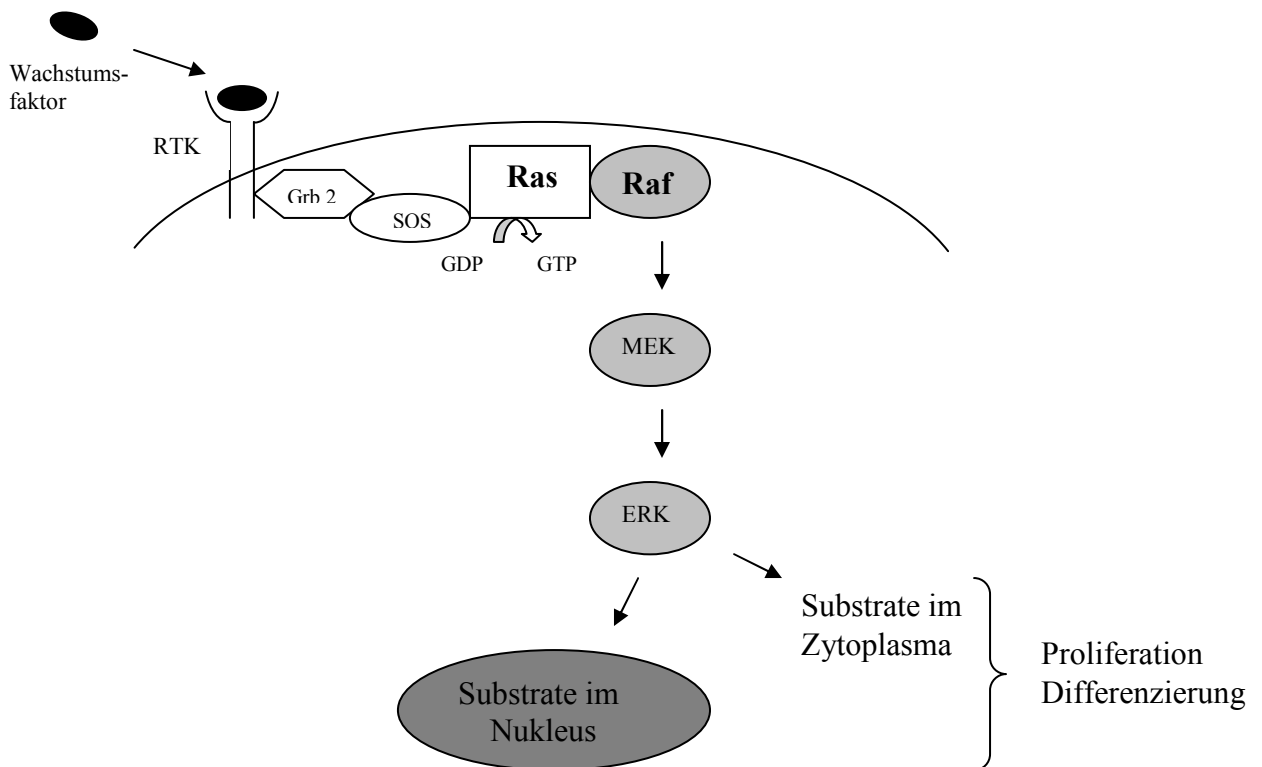 Wachstums-
faktor
RTK
Grb 2
SOS
Ras
Raf
GDP
GTP
MEK
ERK
Substrate im
Zytoplasma
Proliferation
Differenzierung
Substrate im
Nukleus